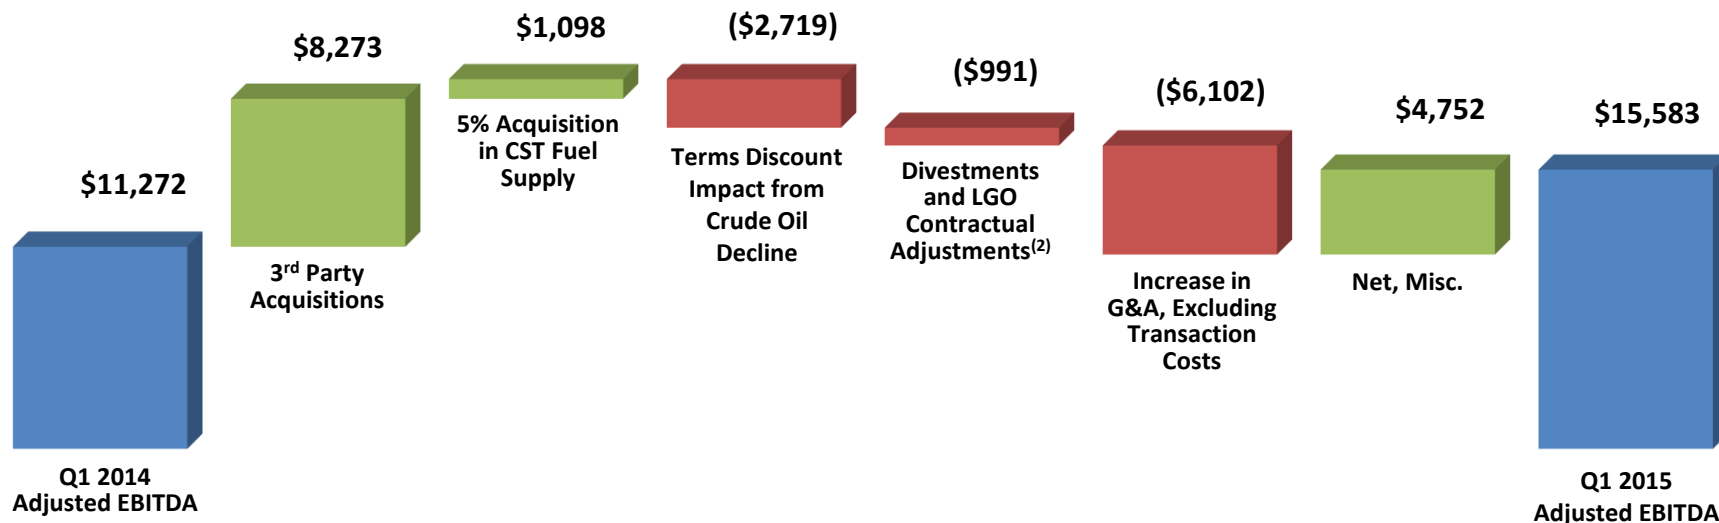 $11,272
Q1 2014
Adjusted EBITDA
$8,273
3rd Party
Acquisitions
$1,098
5% Acquisition
in CST Fuel
Supply
($2,719)
Terms Discount
Impact from
Crude Oil
Decline
($991)
Divestments
and LGO
Contractual
Adjustments(2)
($6,102)
Increase in
G&A, Excluding
Transaction
Costs
$4,752
Net, Misc.
$15,583
Q1 2015
Adjusted EBITDA